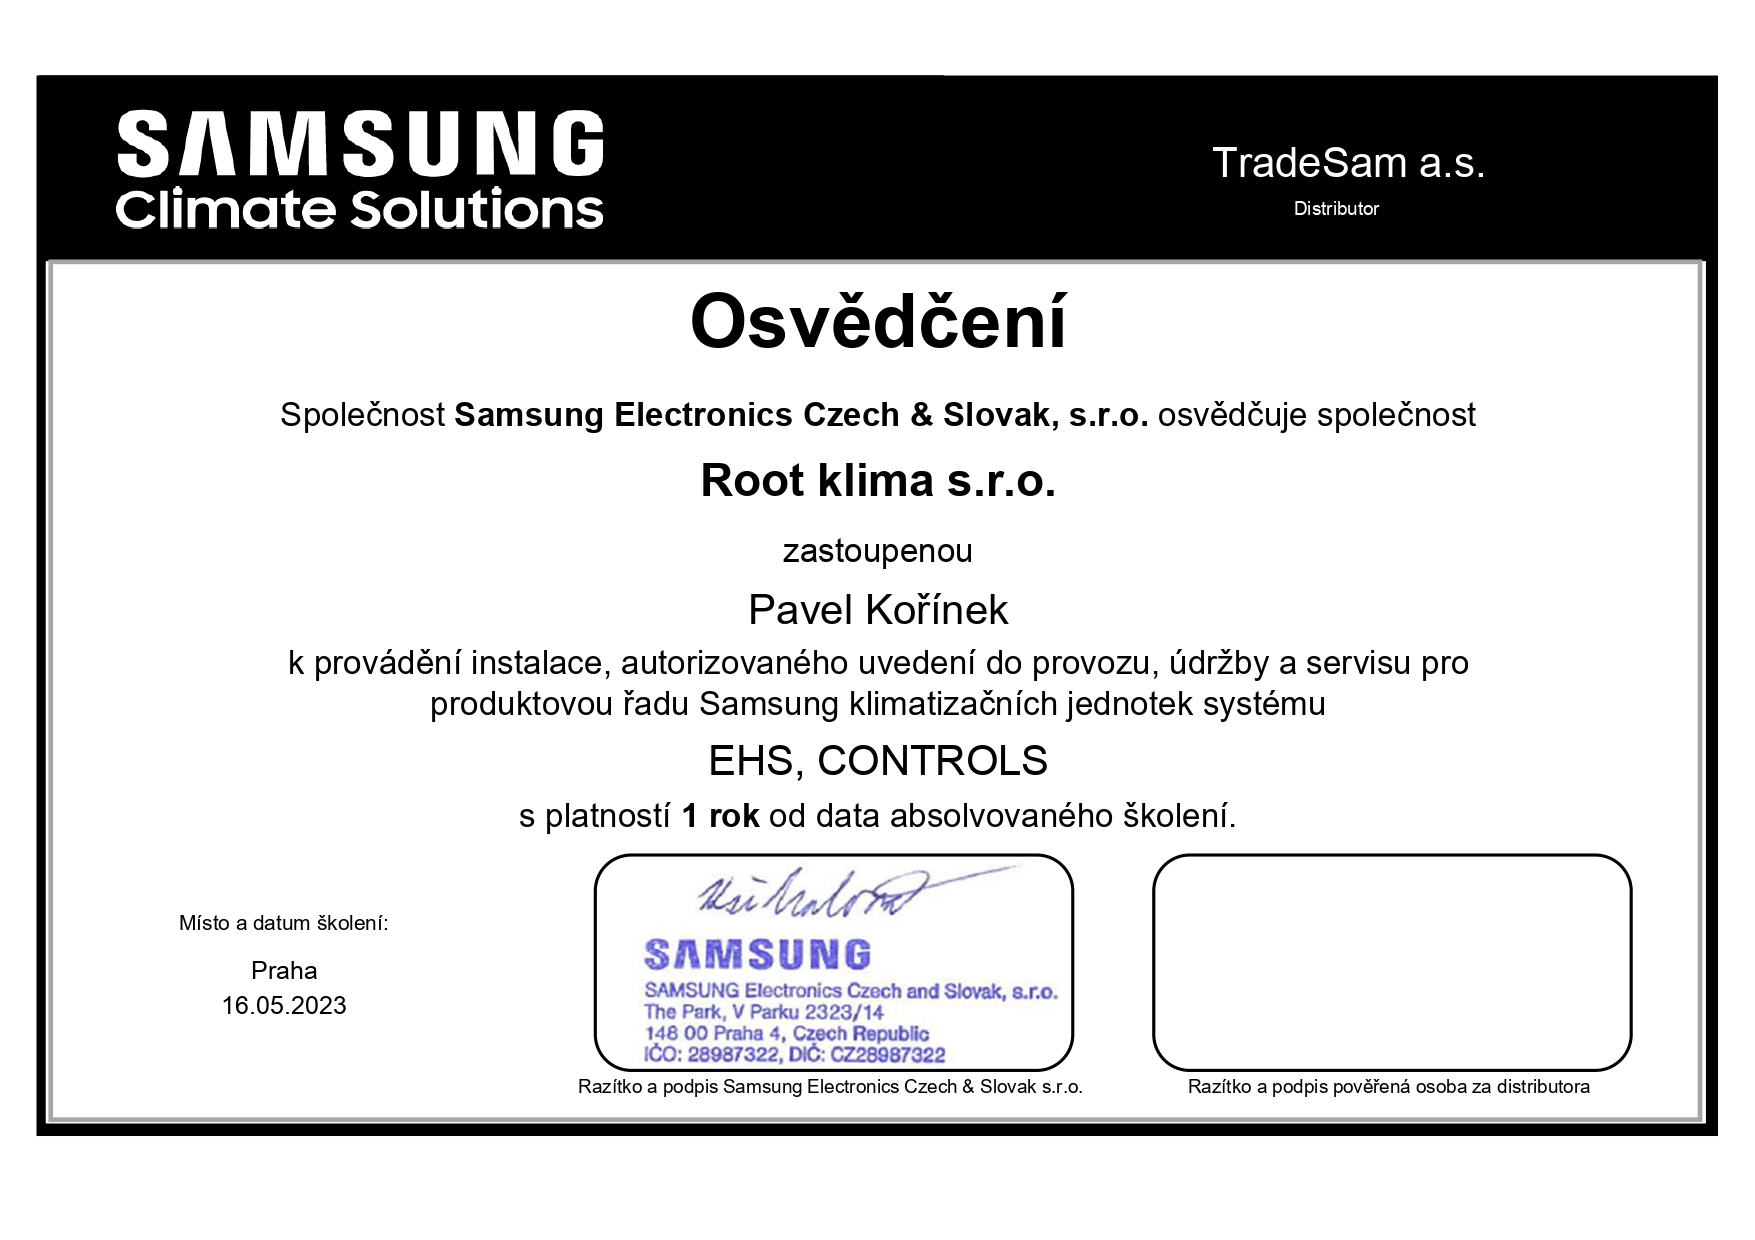 SAMSUNG
Climate Solutions
TradeSam a.s.
Distributor
Osvědčení
Společnost Samsung Electronics Czech & Slovak, s.r.o. osvědčuje společnost
Root klima s.r.o.
zastoupenou
Pavel Kořínek
k provádění instalace, autorizovaného uvedení do provozu, údržby a servisu pro
produktovou řadu Samsung klimatizačních jednotek systému
EHS, CONTROLS
s platností 1 rok od data absolvovaného školení.
Místo a datum školení:
Praha
16.05.2023
SAMSUNG
SAMSUNG Electronics Czech and Slovak, s.r.o.
The Park, V Parku 2323/14
148 00 Praha 4, Czech Republic
IČO: 28987322, DIČ: CZ28987322
Razítko a podpis Samsung Electronics Czech & Slovak s.r.o.
Razítko a podpis pověřená osoba za distributora